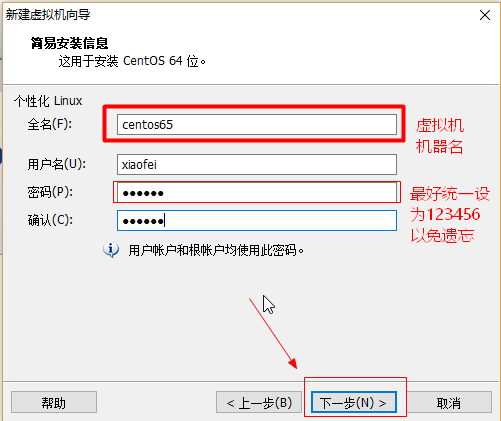 新建虚拟机向导
简易安装信息
这用于安装 CentOS 64 位。
个性化 Linux
全名(F):
centos65
虚拟机
机器名
用户名(U):
xiaofei
密码(P):
●●●●●●
最好统一设
为123456
以免遗忘
确认(C):
●●●●●●
用户帐户和根帐户均使用此密码。
帮助
< 上一步(B)
下一步(N) >
取消